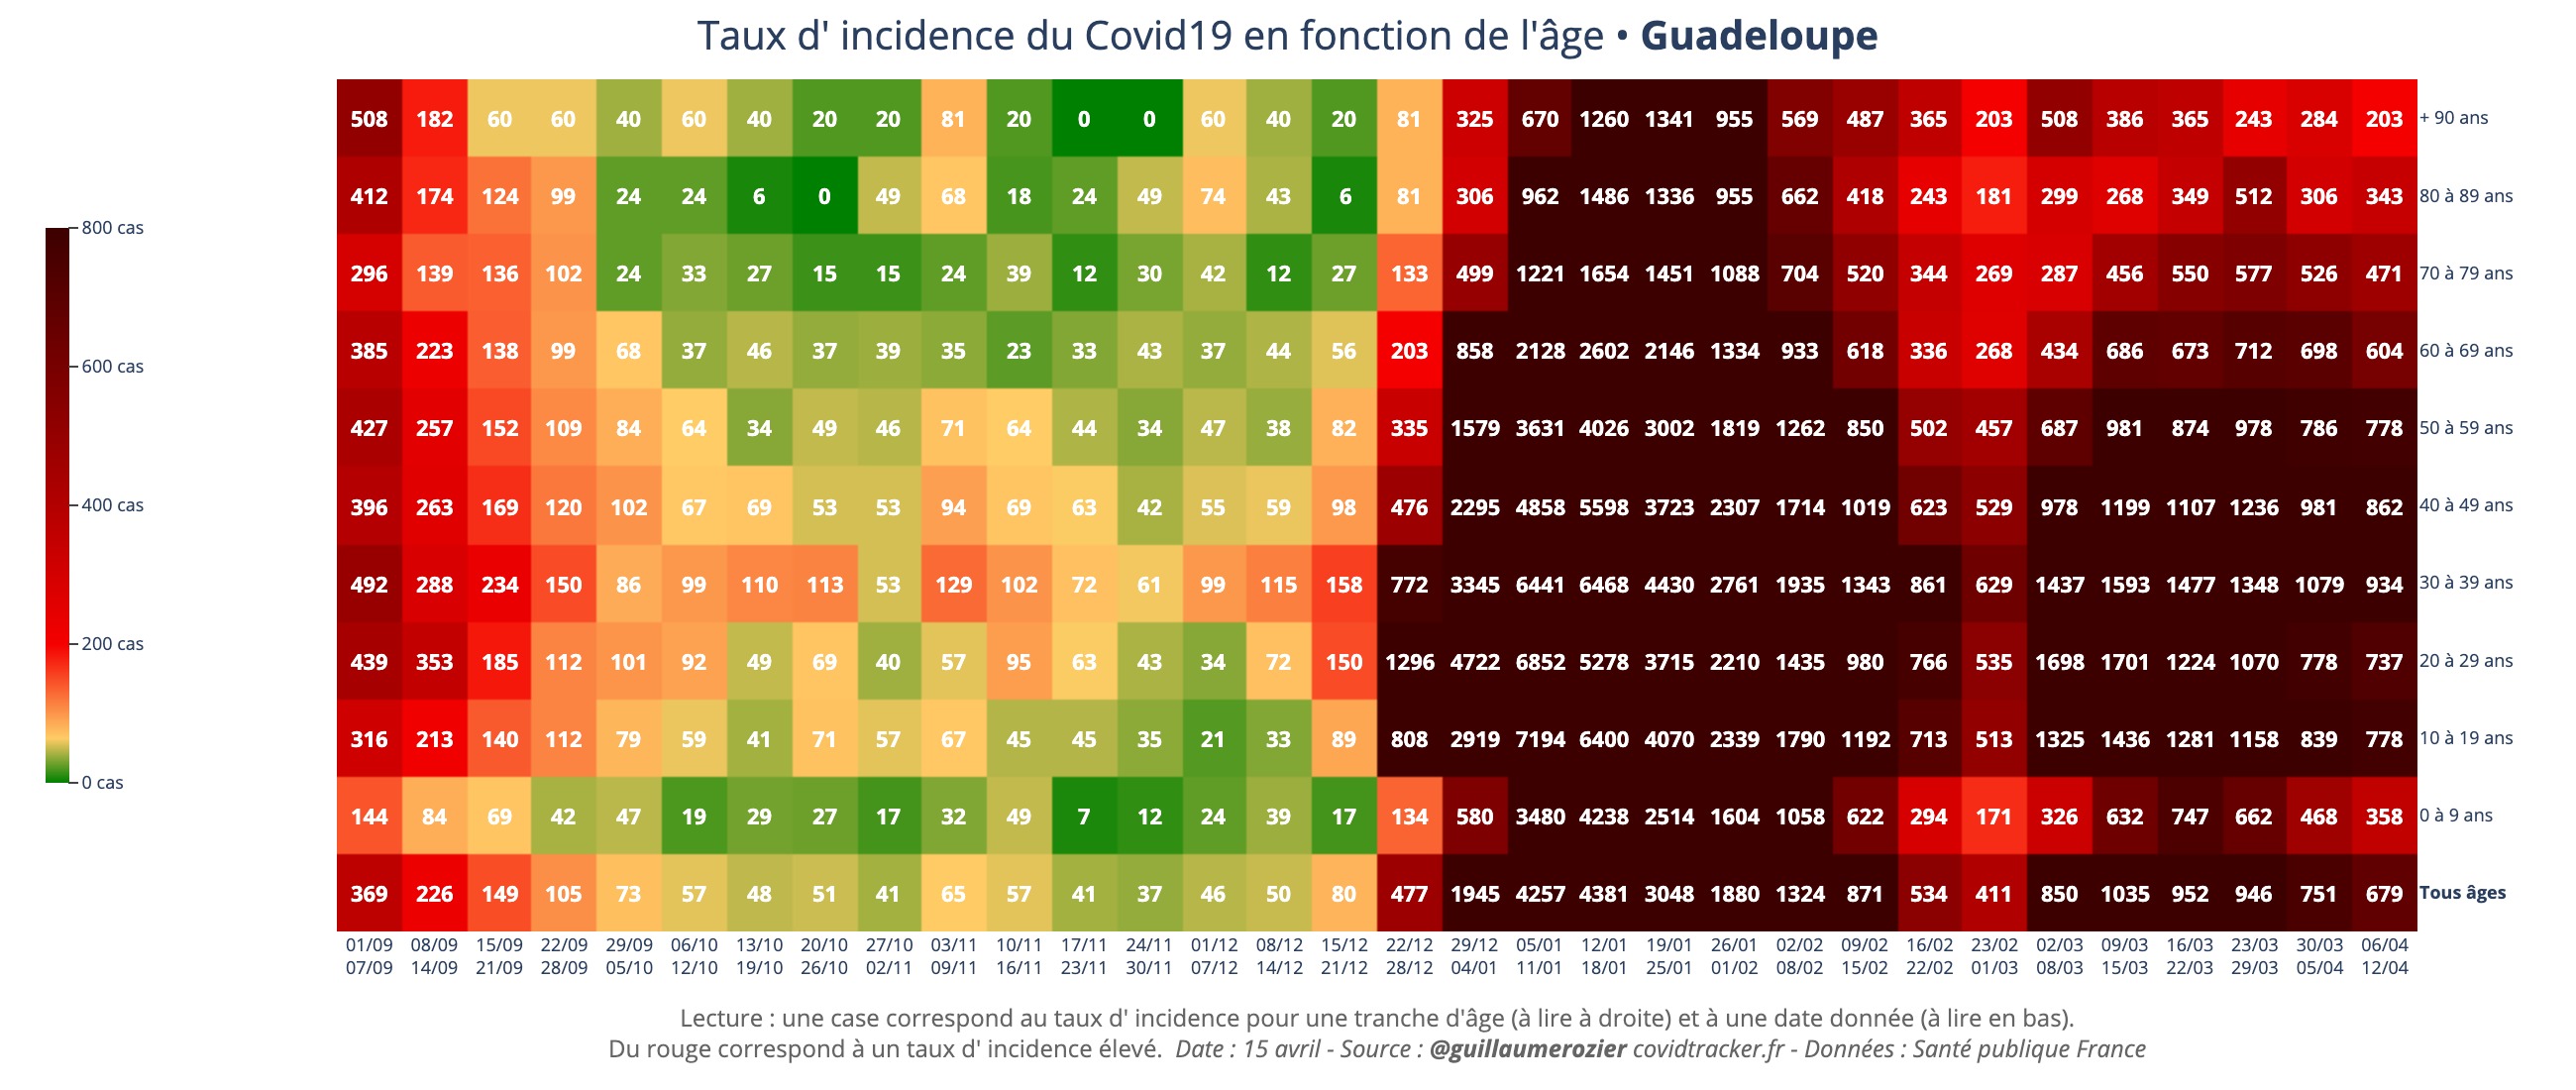 Taux d' incidence du Covid19 en fonction de l'âge • Guadeloupe
508 182 60 60 40 60 40 20 20 81 20 0 0 60 40 20 81 325 670 1260 1341 955 569 487 365 203 508 386 365 243 284 203 + 90 ans
412 174 124 99 24 24 6 0 49 68 18 24 49 74 43 6 81 306 962 1486 1336 955 662 418 243 181 299 268 349 512 306 343 80 à 89 ans
800 cas
296 139 136 102 24 33 27 15 15 24 39 12 30 42 12 27 133 499 1221 1654 1451 1088 704 520 344 269 287 456 550 577 526 471 70 à 79 ans
385 223 138 99 68 37 46 37 39 35 23 33 43 37 44 56 203 858 2128 2602 2146 1334 933 618 336 268 434 686 673 712 698 604 60 à 69 ans
600 cas
427 257 152 109 84 64 34 49 46 71 64 44 34 47 38 82 335 1579 3631 4026 3002 1819 1262 850 502 457 687 981 874 978 786 778 50 à 59 ans
400 cas
396 263 169 120 102 67 69 53 53 94 69 63 42 55 59 98 476 2295 4858 5598 3723 2307 1714 1019 623 529 978 1199 1107 1236 981 862 40 à 49 ans
492 288 234 150 86 99 110 113 53 129 102 72 61 99 115 158 772 3345 6441 6468 4430 2761 1935 1343 861 629 1437 1593 1477 1348 1079 934 30 à 39 ans
200 cas
439 353 185 112 101 92 49 69 40 57 95 63 43 34 72 150 1296 4722 6852 5278 3715 2210 1435 980 766 535 1698 1701 1224 1070 778 737 20 à 29 ans
316 213 140 112 79 59 41 71 57 67 45 45 35 21 33 89 808 2919 7194 6400 4070 2339 1790 1192 713 513 1325 1436 1281 1158 839 778 10 à 19 ans
0 cas
144 84 69 42 47 19 29 27 17 32 49 7 12 24 39 17 134 580 3480 4238 2514 1604 1058 622 294 171 326 632 747 662 468 358 0 à 9 ans
369 226 149 105 73 57 48 51 41 65 57 41 37 46 50 80 477 1945 4257 4381 3048 1880 1324 871 534 411 850 1035 952 946 751 679 Tous âges
01/09 08/09 15/09 22/09 29/09 06/10 13/10 20/10 27/10 03/11 10/11 17/11 24/11 01/12 08/12 15/12 22/12 29/12 05/01 12/01 19/01 26/01 02/02 09/02 16/02 23/02 02/03 09/03 16/03 23/03 30/03 06/04
07/09 14/09 21/09 28/09 05/10 12/10 19/10 26/10 02/11 09/11 16/11 23/11 30/11 07/12 14/12 21/12 28/12 04/01 11/01 18/01 25/01 01/02 08/02 15/02 22/02 01/03 08/03 15/03 22/03 29/03 05/04 12/04
Lecture : une case correspond au taux d' incidence pour une tranche d'âge (à lire à droite) et à une date donnée (à lire en bas).
Du rouge correspond à un taux d' incidence élevé. Date : 15 avril - Source : @guillaumerozier covidtracker.fr - Données : Santé publique France